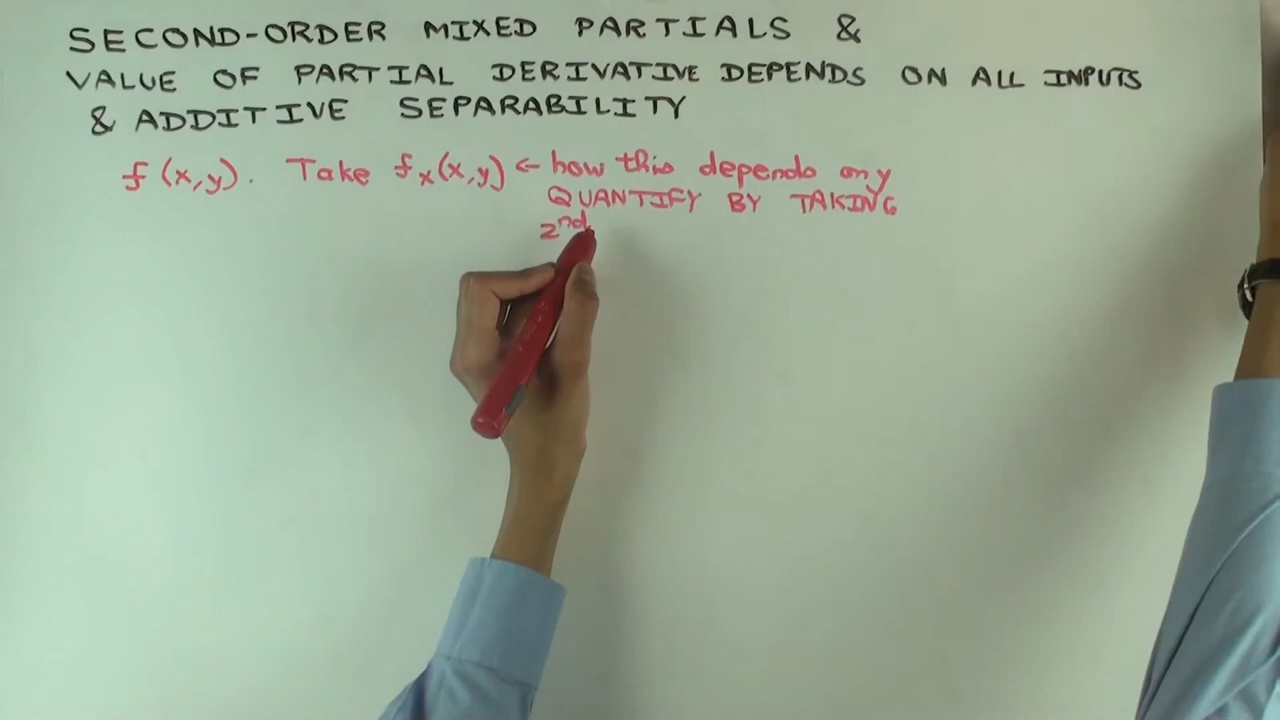 SECOND-ORDER MIXED PARTIALS &
VALUE OF PARTIAL DERIVATIVE DEPENDS ON ALL INPUTS
& ADDITIVE SEPARABILITY
f(x,y). Take fₓ(x,y) ← how this depends on y
QUANTIFY BY TAKING
2nd